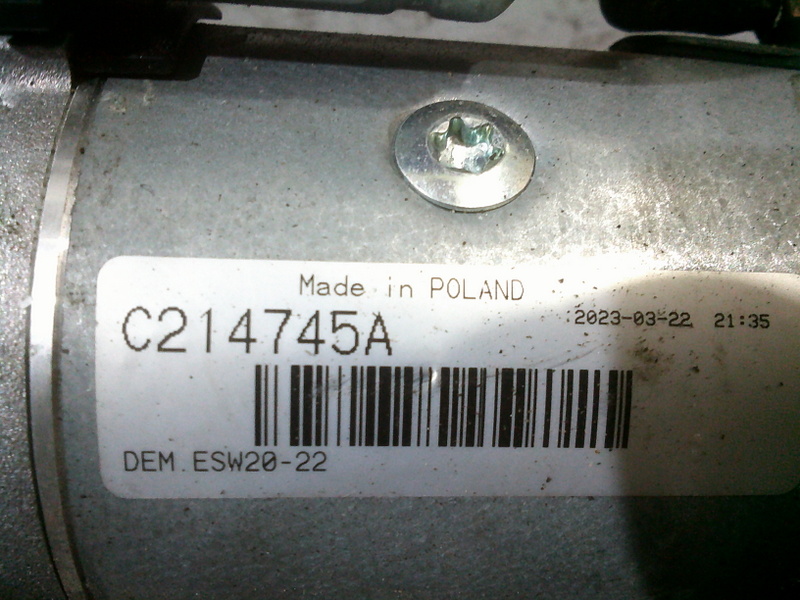 Made in POLAND
C214745A
2023-03-22 21:35
DEM.ESW20-22